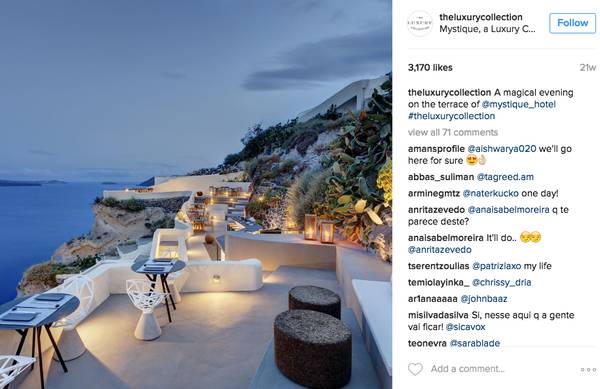 theluxurycollection
Mystique, a Luxury C...
Follow
3,170 likes
21w
theluxurycollection A magical evening
on the terrace of @mystique_hotel
#theluxurycollection
view all 71 comments
amansprofile @aishwarya020 we'll go
here for sure 😍👌🏻
abbas_suliman @tagreed.am
arminegmtz @naterkucko one day!
anritazevedo @anaisabelmoreira q te
parece deste?
anaisabelmoreira It'll do.. 😏😏
@anritazevedo
tserentzoulias @patriziaxo my life
temiolayinka_ @chrissy_dria
ar1anaaaaa @johnbaaz
misilvadasilva Si, nesse aqui q a gente
vai ficar! @sicavox
teonevra @sarablade
Add a comment...